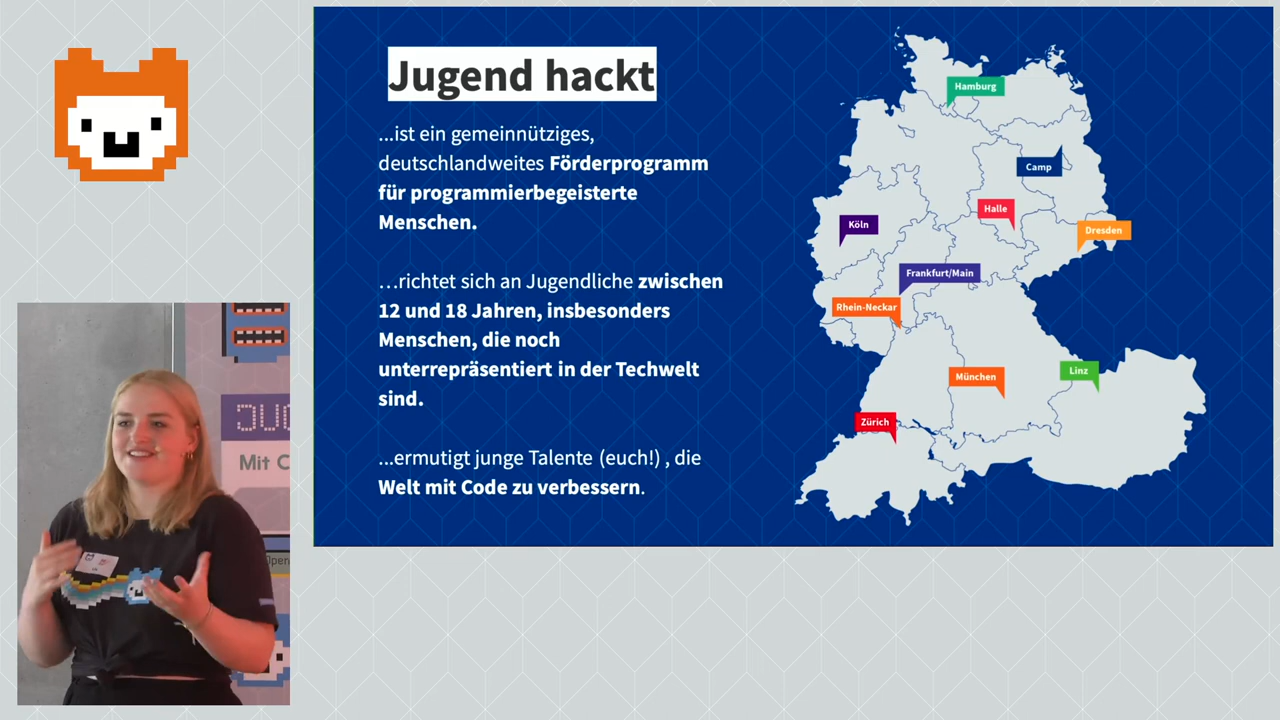 Jugend hackt
...ist ein gemeinnütziges,
deutschlandweites Förderprogramm
für programmierbegeisterte
Menschen.
…richtet sich an Jugendliche zwischen
12 und 18 Jahren, insbesonders
Menschen, die noch
unterrepräsentiert in der Techwelt
sind.
...ermutigt junge Talente (euch!) , die
Welt mit Code zu verbessern.
Hamburg
Camp
Halle
Köln
Dresden
Frankfurt/Main
Rhein-Neckar
Linz
München
Zürich
Mit C